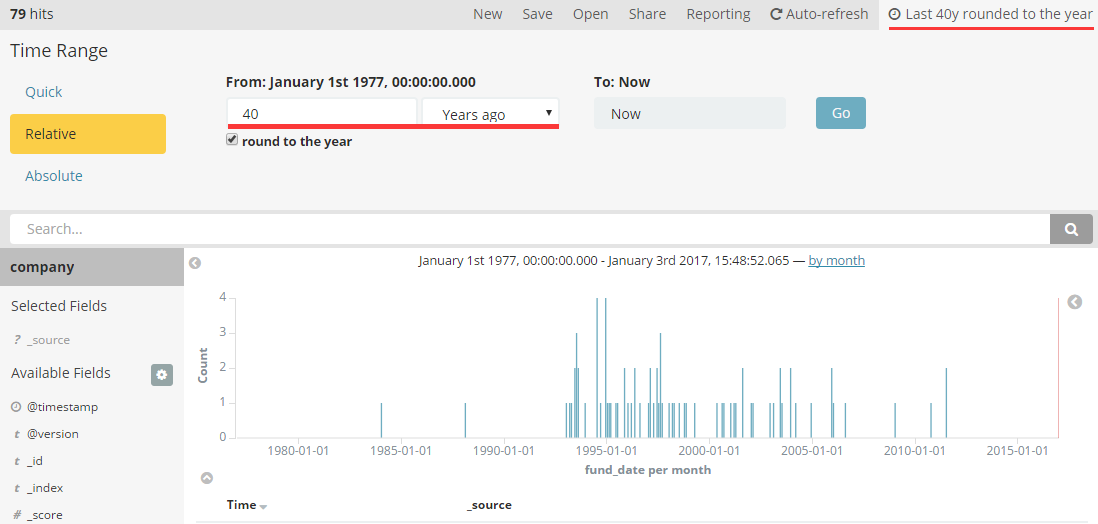 79 hits New Save Open Share Reporting Auto-refresh Last 40y rounded to the year
Time Range
Quick
Relative
Absolute
From: January 1st 1977, 00:00:00.000 To: Now
40 Years ago Now Go
round to the year
Search...
company
Selected Fields
? _source
Available Fields
@timestamp
t @version
t _id
t _index
# _score
January 1st 1977, 00:00:00.000 - January 3rd 2017, 15:48:52.065 — by month
Count
4
3
2
1
0
1980-01-01 1985-01-01 1990-01-01 1995-01-01 2000-01-01 2005-01-01 2010-01-01 2015-01-01
fund_date per month
Time _source